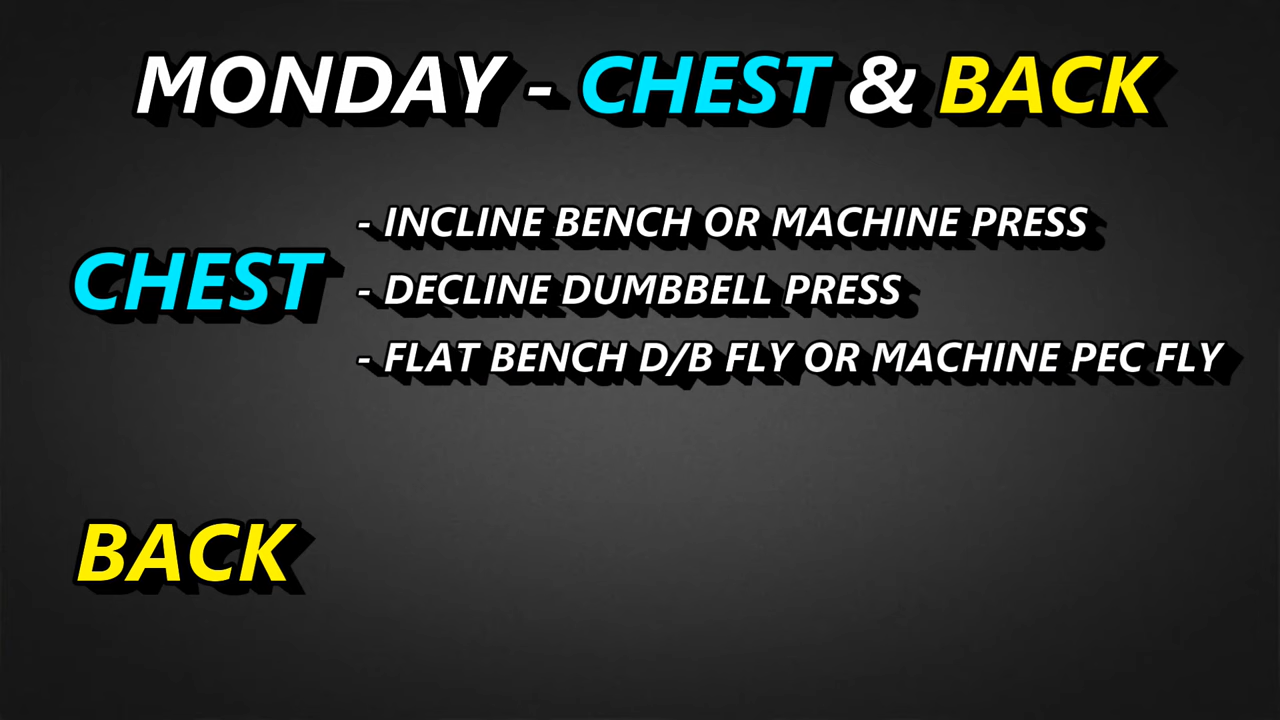 MONDAY - CHEST & BACK
CHEST
- INCLINE BENCH OR MACHINE PRESS
- DECLINE DUMBBELL PRESS
- FLAT BENCH D/B FLY OR MACHINE PEC FLY
BACK